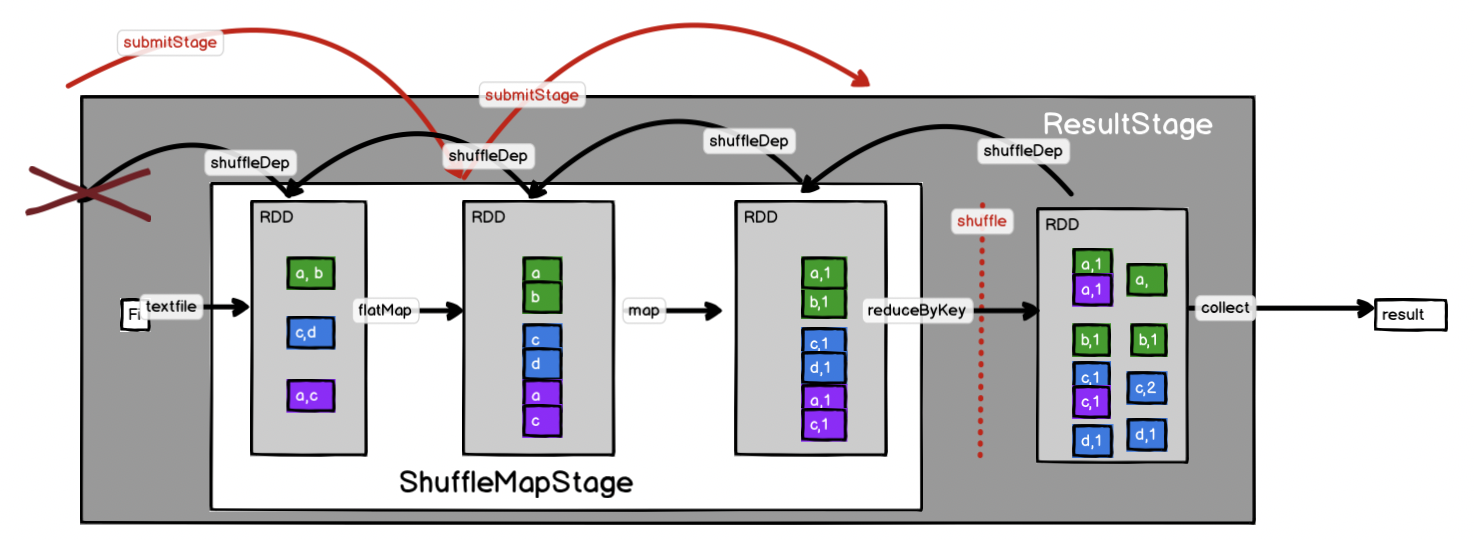 submitStage
submitStage
ResultStage
shuffleDep
shuffleDep
shuffleDep
shuffleDep
RDD
RDD
RDD
RDD
shuffle
a, b
c,d
a,c
a
b
c
d
a
c
a,1
b,1
c,1
d,1
a,1
c,1
a,1
a,1
b,1
c,1
c,1
d,1
a,
b,1
c,2
d,1
Fi
textfile
flatMap
map
reduceByKey
collect
result
ShuffleMapStage